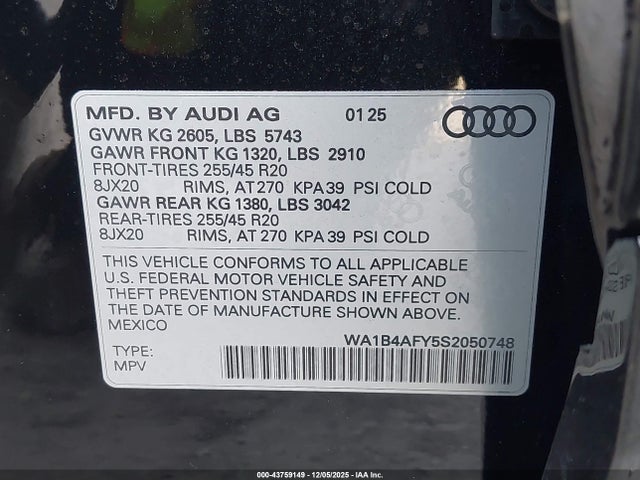 MFD. BY AUDI AG 01 25
GVWR KG 2605, LBS 5743
GAWR FRONT KG 1320, LBS 2910
FRONT-TIRES 255/45 R20
8JX20 RIMS, AT 270 KPA 39 PSI COLD
GAWR REAR KG 1380, LBS 3042
REAR-TIRES 255/45 R20
8JX20 RIMS, AT 270 KPA 39 PSI COLD
THIS VEHICLE CONFORMS TO ALL APPLICABLE
U.S. FEDERAL MOTOR VEHICLE SAFETY AND
THEFT PREVENTION STANDARDS IN EFFECT ON
THE DATE OF MANUFACTURE SHOWN ABOVE.
MEXICO
WA1B4AFY5S2050748
TYPE:
MPV
000-43759149 - 12/05/2025 - IAA Inc.